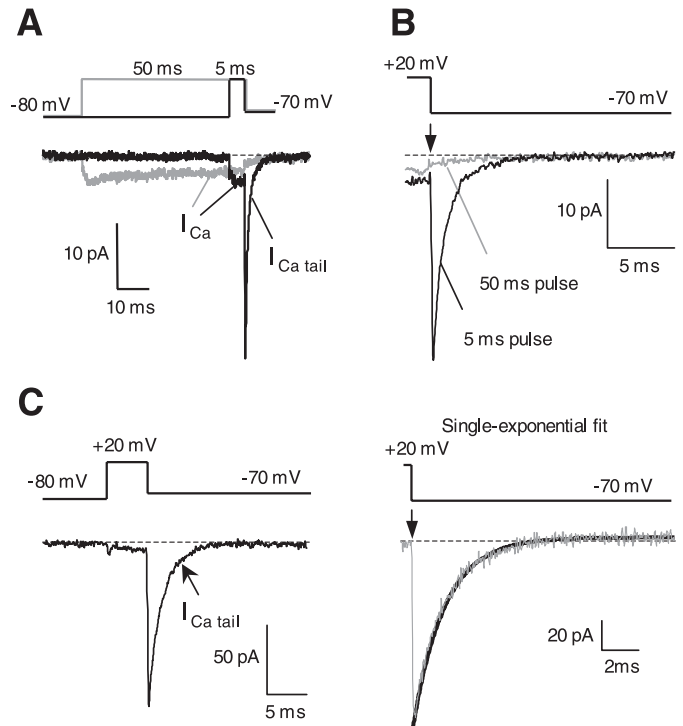 A
50 ms
5 ms
-80 mV
-70 mV
I Ca
I Ca tail
10 pA
10 ms
B
+20 mV
-70 mV
10 pA
5 ms
50 ms pulse
5 ms pulse
C
+20 mV
-80 mV
-70 mV
I Ca tail
50 pA
5 ms
Single-exponential fit
+20 mV
-70 mV
20 pA
2ms